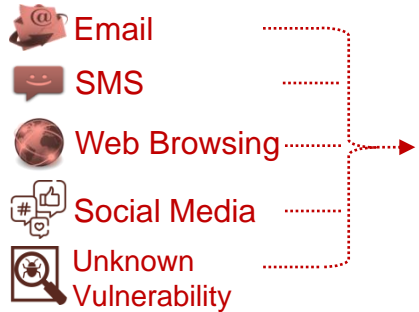 @
Email
SMS
Web Browsing
#
Social Media
Unknown
Vulnerability